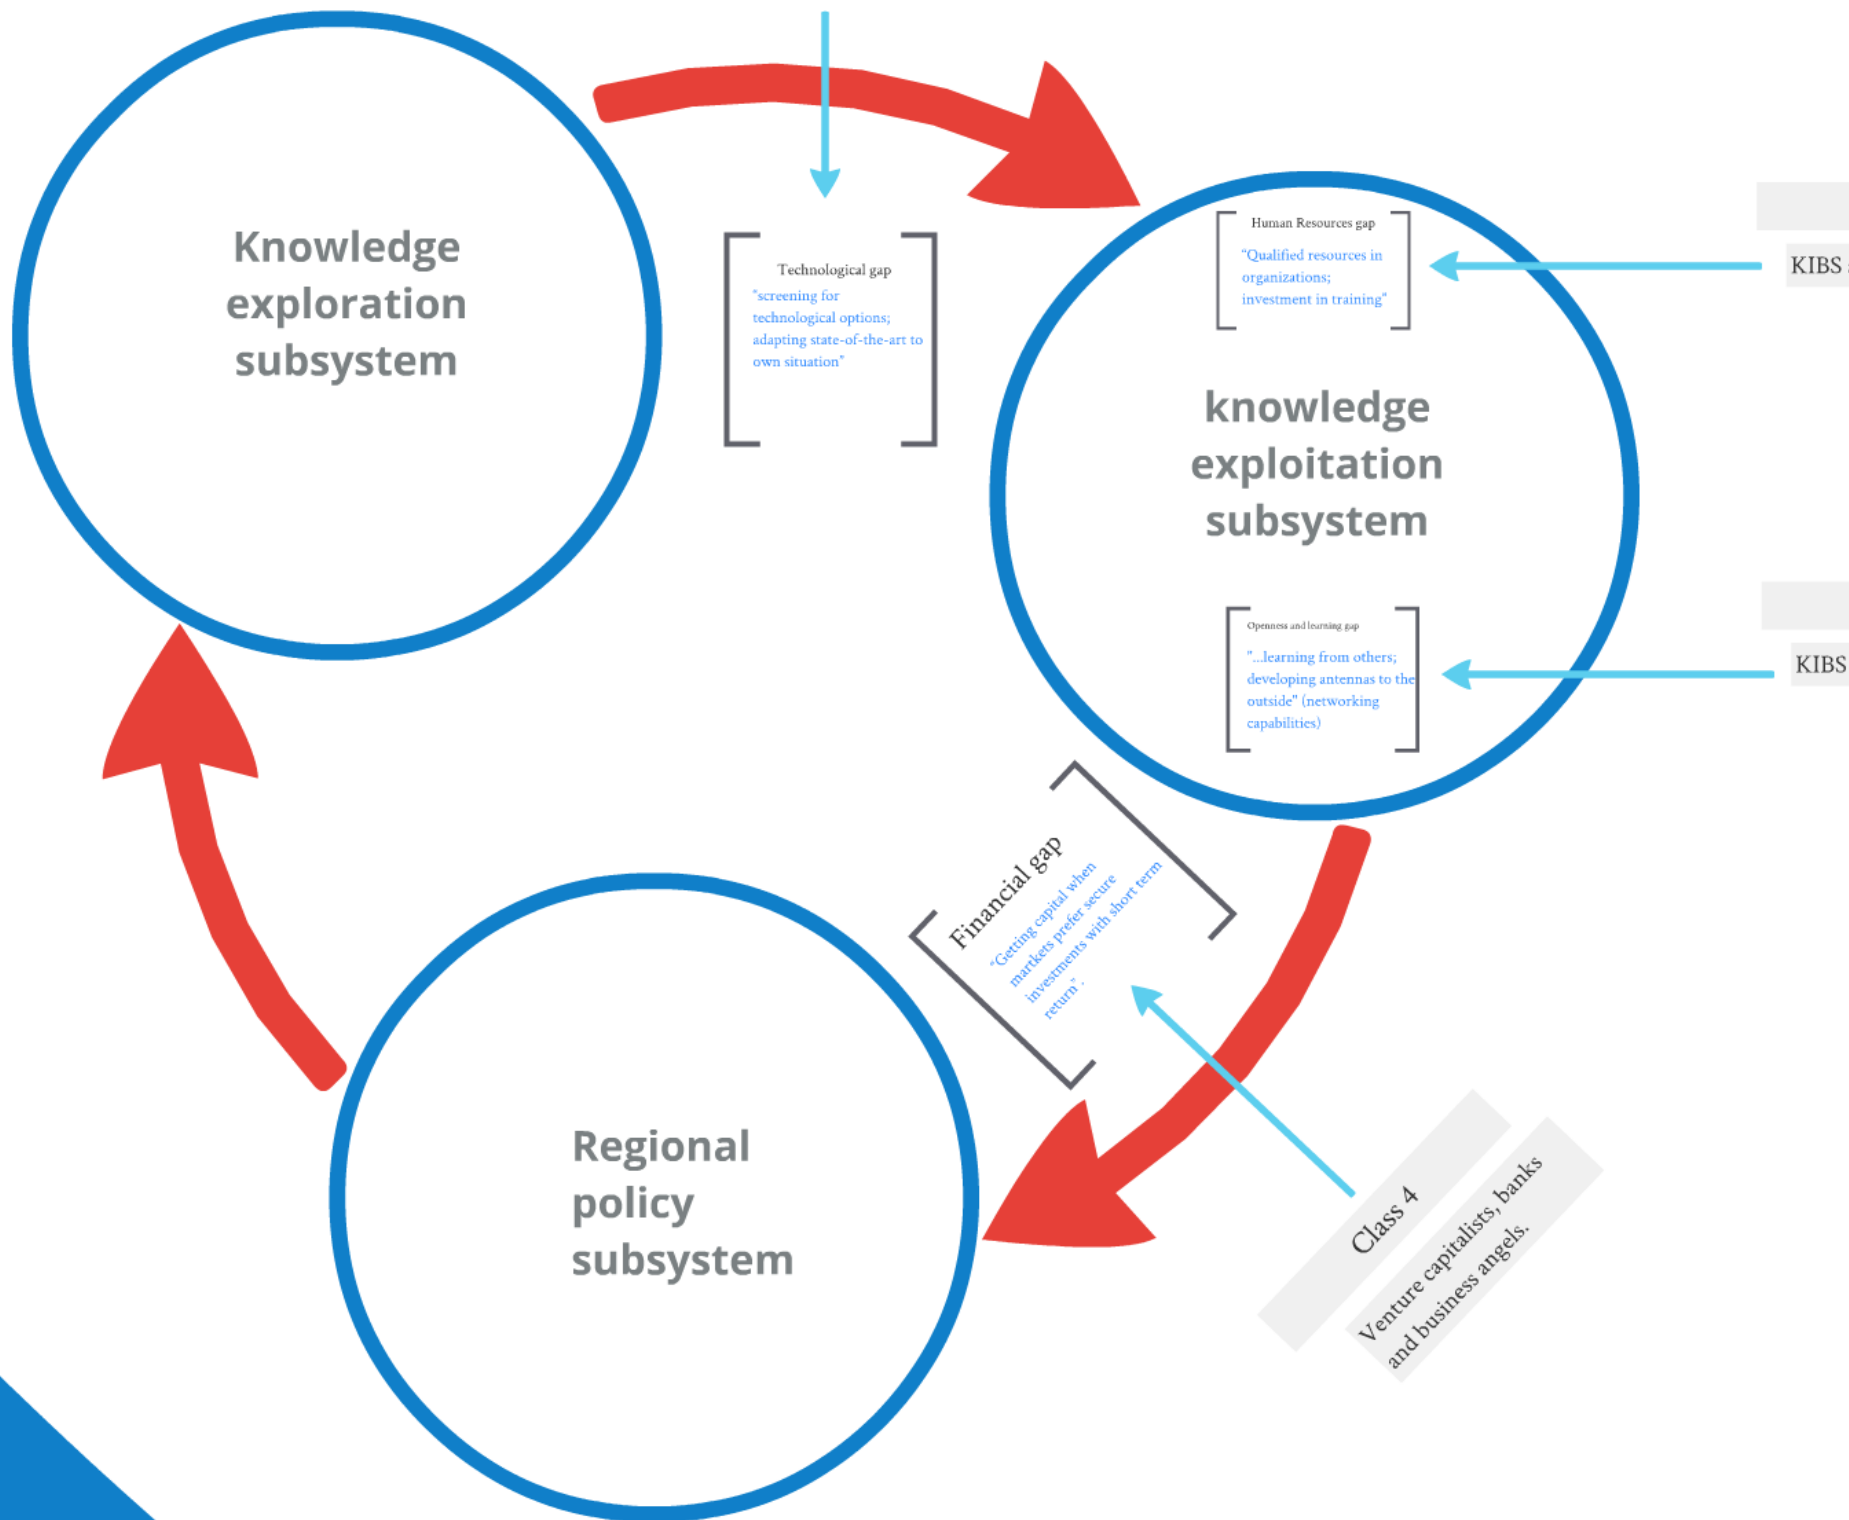 Knowledge
exploration
subsystem
Technological gap
"screening for
technological options;
adapting state-of-the-art to
own situation"
Human Resources gap
"Qualified resources in
organizations;
investment in training"
KIBS
knowledge
exploitation
subsystem
Openness and learning gap
"...learning from others;
developing antennas to the
outside" (networking
capabilities)
KIBS
Financial gap
"Getting capital when
martkets prefer secure
investments with short term
return".
Regional
policy
subsystem
Class 4
Venture capitalists, banks
and business angels.